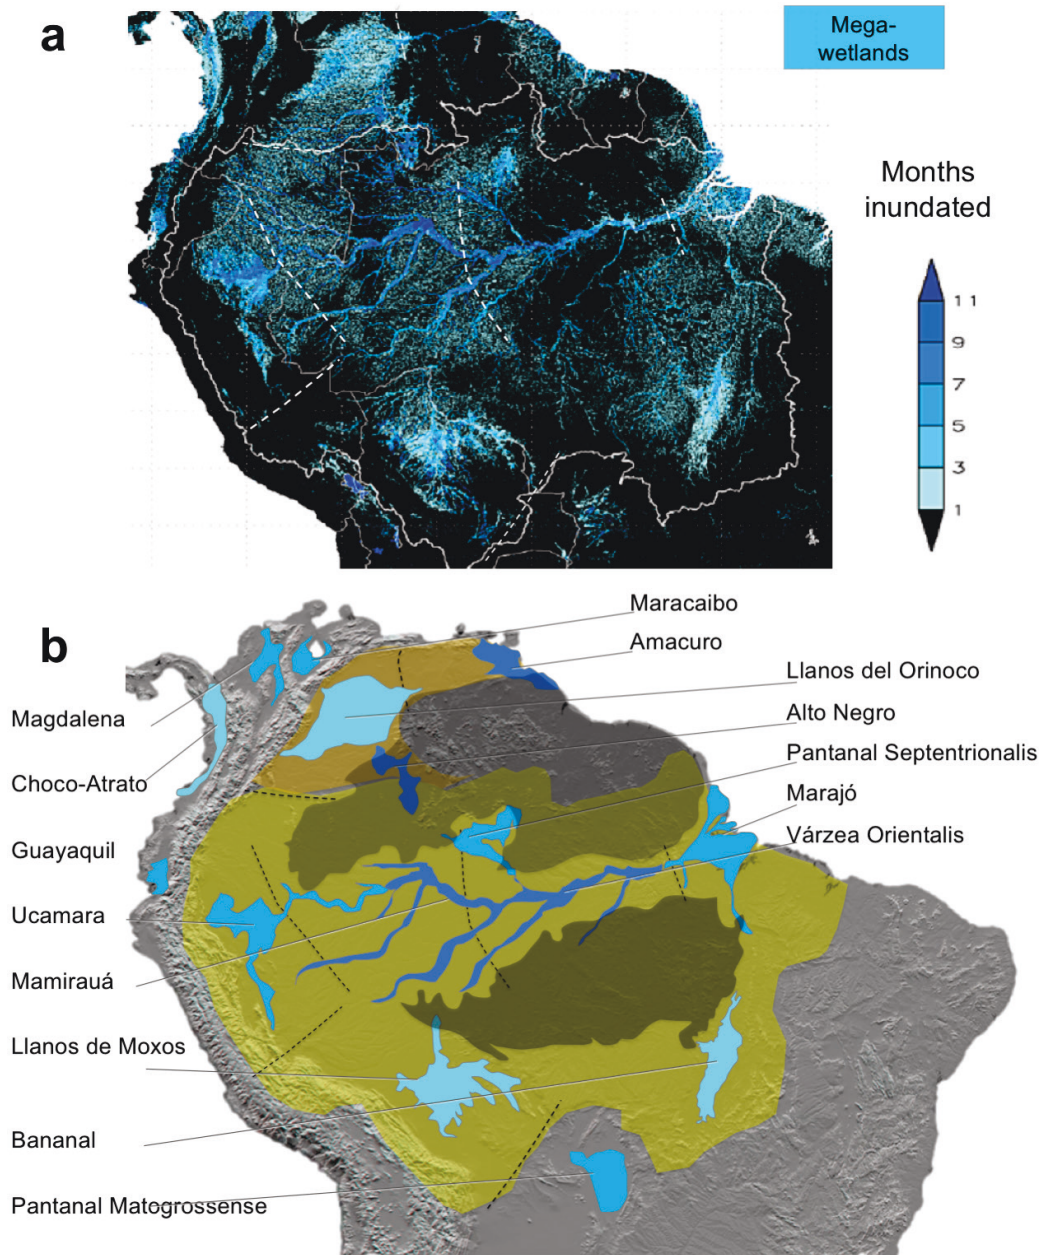 a
Mega-
wetlands
Months
inundated
11
9
7
5
3
1
b
Maracaibo
Amacuro
Llanos del Orinoco
Alto Negro
Pantanal Septentrionalis
Marajó
Várzea Orientalis
Magdalena
Choco-Atrato
Guayaquil
Ucamara
Mamirauá
Llanos de Moxos
Bananal
Pantanal Matogrossense